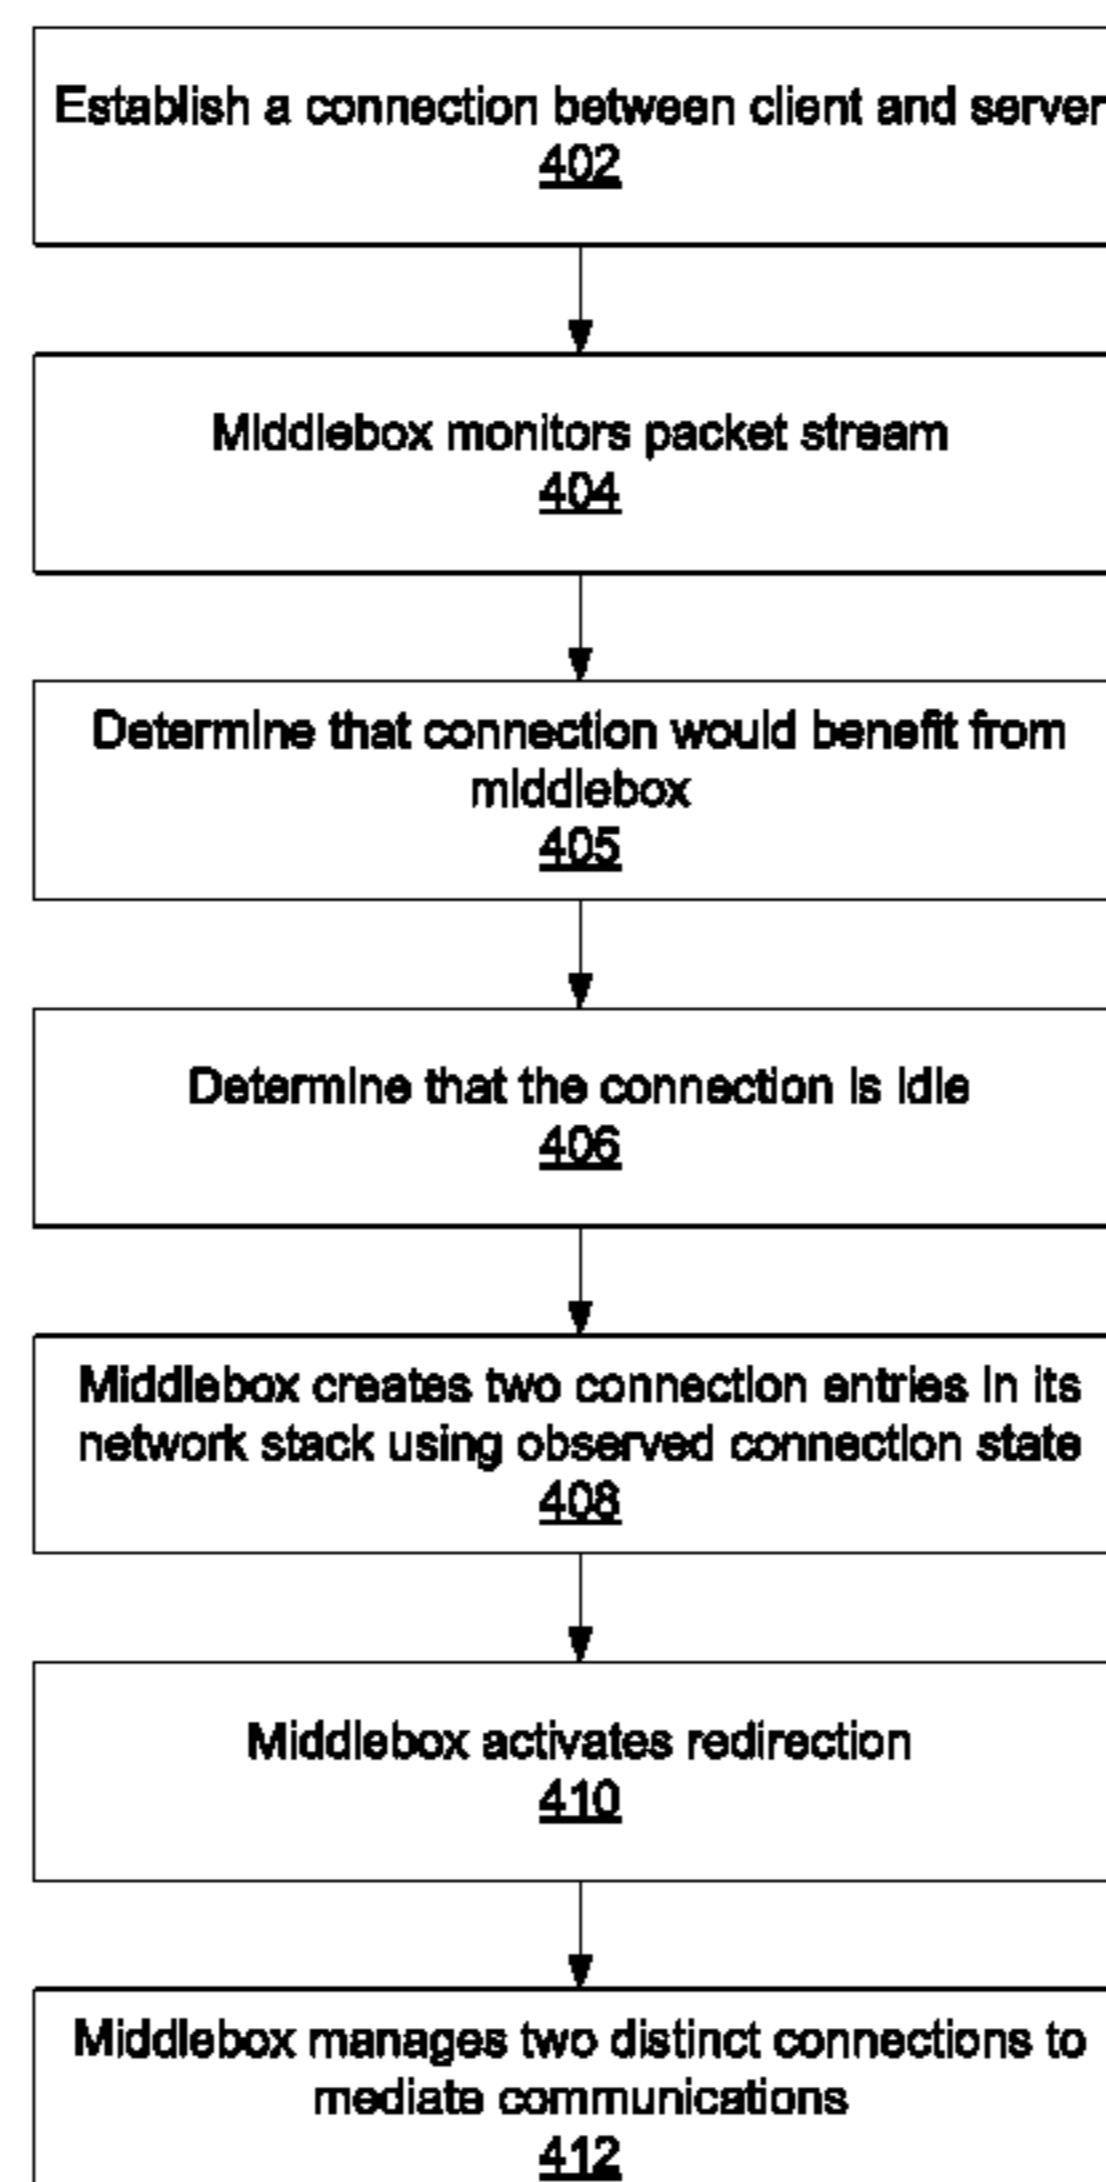 Establish a connection between client and server
402
Middlebox monitors packet stream
404
Determine that connection would benefit from
middlebox
405
Determine that the connection is idle
406
Middlebox creates two connection entries in its
network stack using observed connection state
408
Middlebox activates redirection
410
Middlebox manages two distinct connections to
mediate communications
412